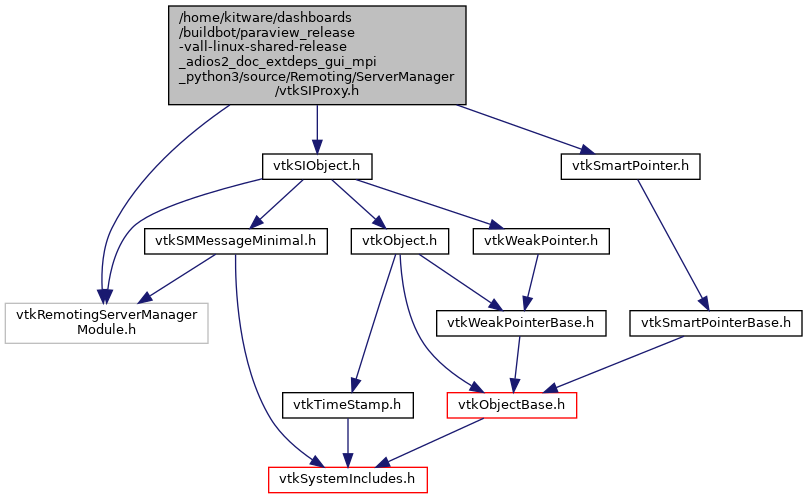 /home/kitware/dashboards
/buildbot/paraview_release
-vall-linux-shared-release
_adios2_doc_extdeps_gui_mpi
_python3/source/Remoting/ServerManager
/vtkSIProxy.h
vtkSIObject.h
vtkSmartPointer.h
vtkSMMessageMinimal.h
vtkObject.h
vtkWeakPointer.h
vtkRemotingServerManager
Module.h
vtkWeakPointerBase.h
vtkSmartPointerBase.h
vtkTimeStamp.h
vtkObjectBase.h
vtkSystemIncludes.h